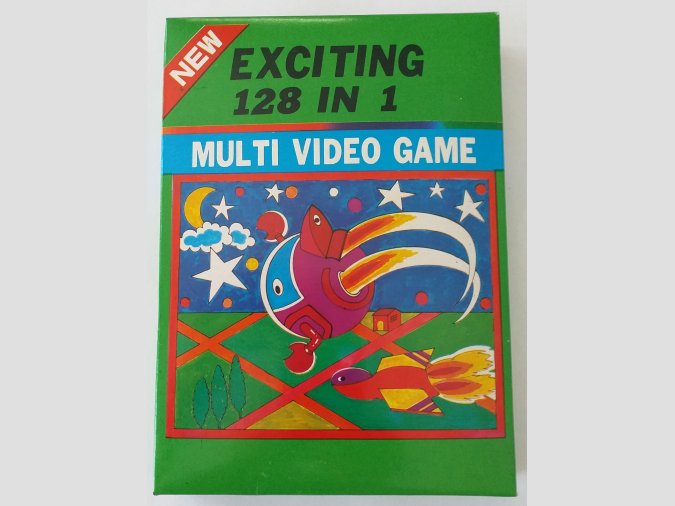 NEW
EXCITING
128 IN 1
MULTI VIDEO GAME